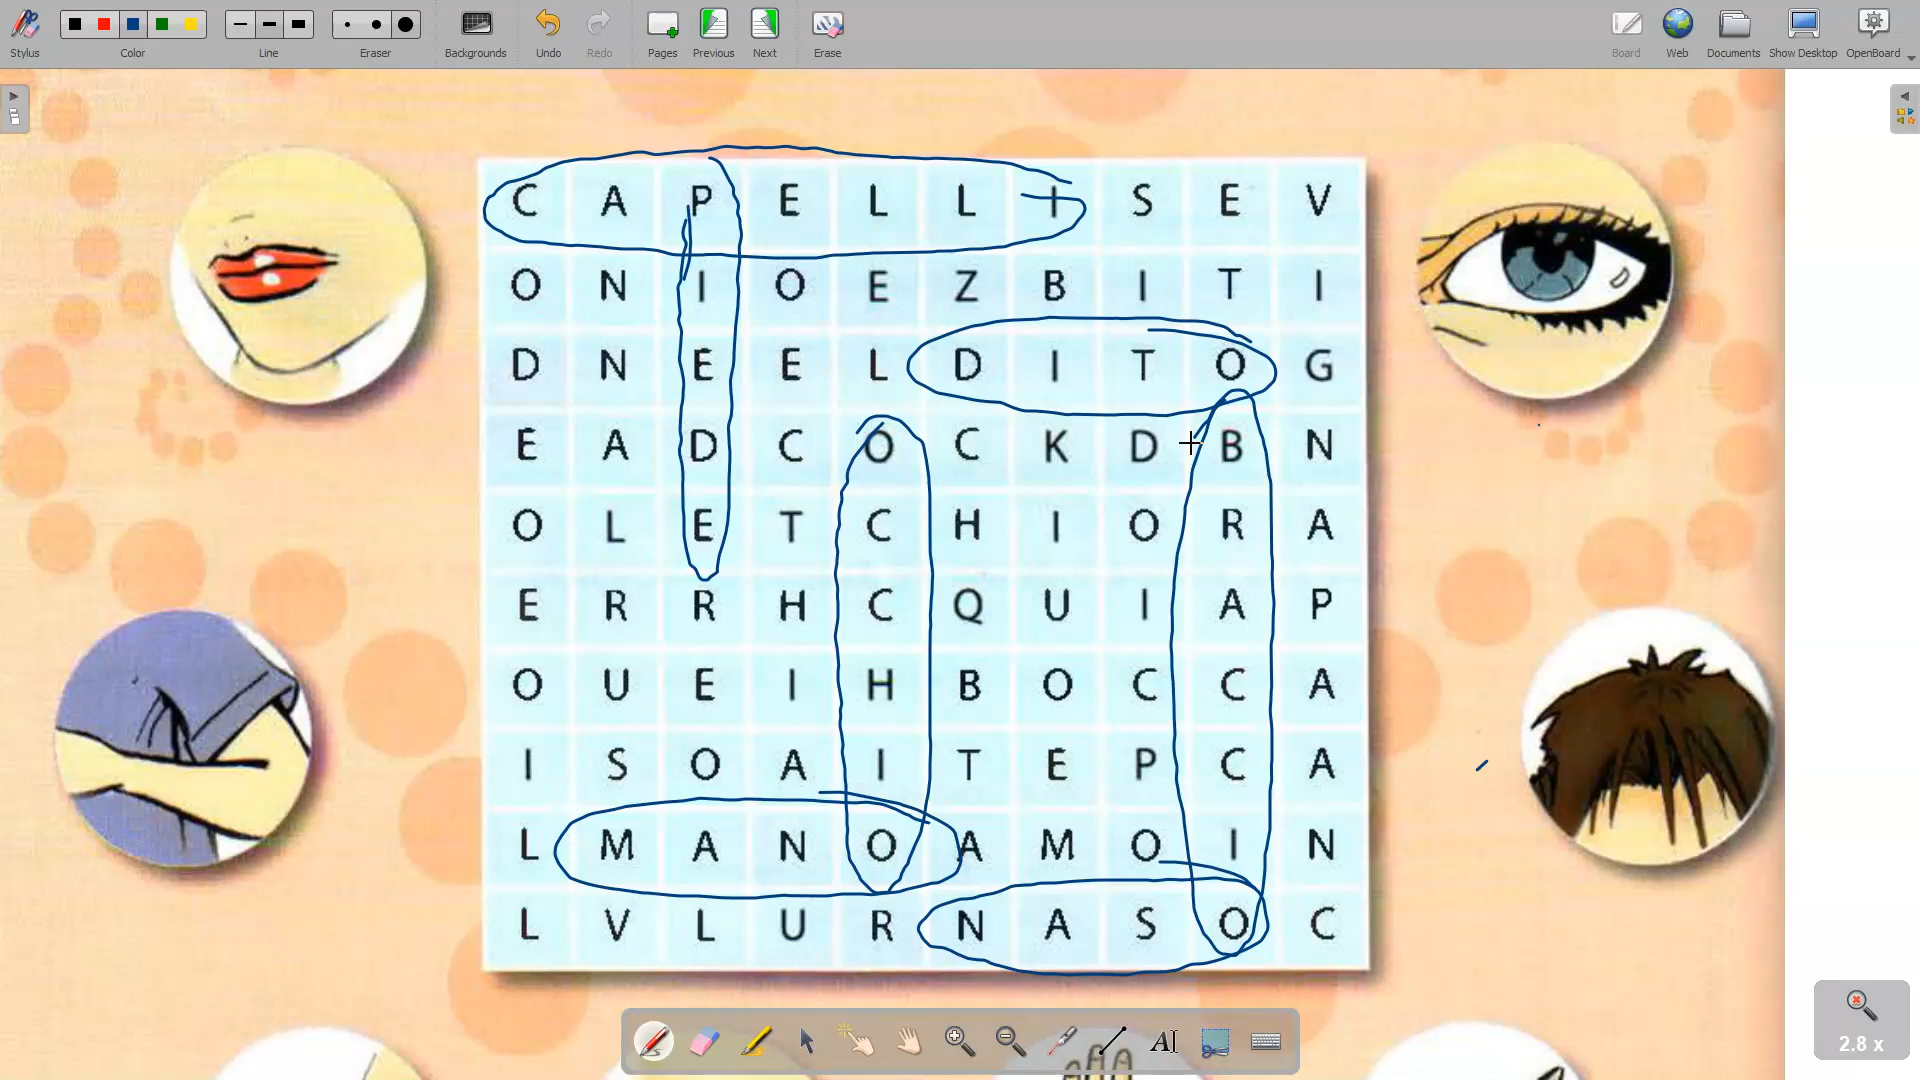 Stylus Color Line Eraser Backgrounds Undo Redo Pages Previous Next Erase Board Web Documents Show Desktop OpenBoard
C A P E L L I S E V
O N I O E Z B I T I
D N E E L D I T O G
E A D C O C K D B N
O L E T C H I O R A
E R R H C Q U I A P
O U E I H B O C C A
I S O A I T E P C A
L M A N O A M O I N
L V L U R N A S O C
AI
2.8 x